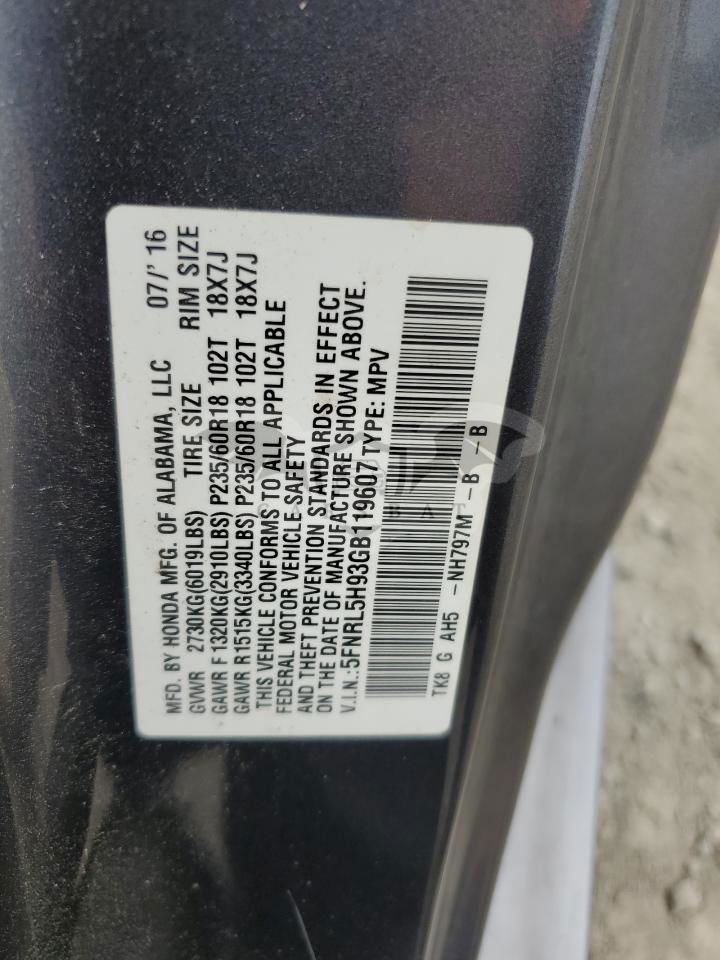 MFD. BY HONDA MFG. OF ALABAMA, LLC 07/'16
GVWR 2730KG(6019LBS) TIRE SIZE RIM SIZE
GAWR F 1320KG(2910LBS) P235/60R18 102T 18X7J
GAWR R 1515KG(3340LBS) P235/60R18 102T 18X7J
THIS VEHICLE CONFORMS TO ALL APPLICABLE
FEDERAL MOTOR VEHICLE SAFETY
AND THEFT PREVENTION STANDARDS IN EFFECT
ON THE DATE OF MANUFACTURE SHOWN ABOVE.
V.I.N.:5FNRL5H93GB119607 TYPE: MPV
TK8 G AH5 -NH797M -B -B